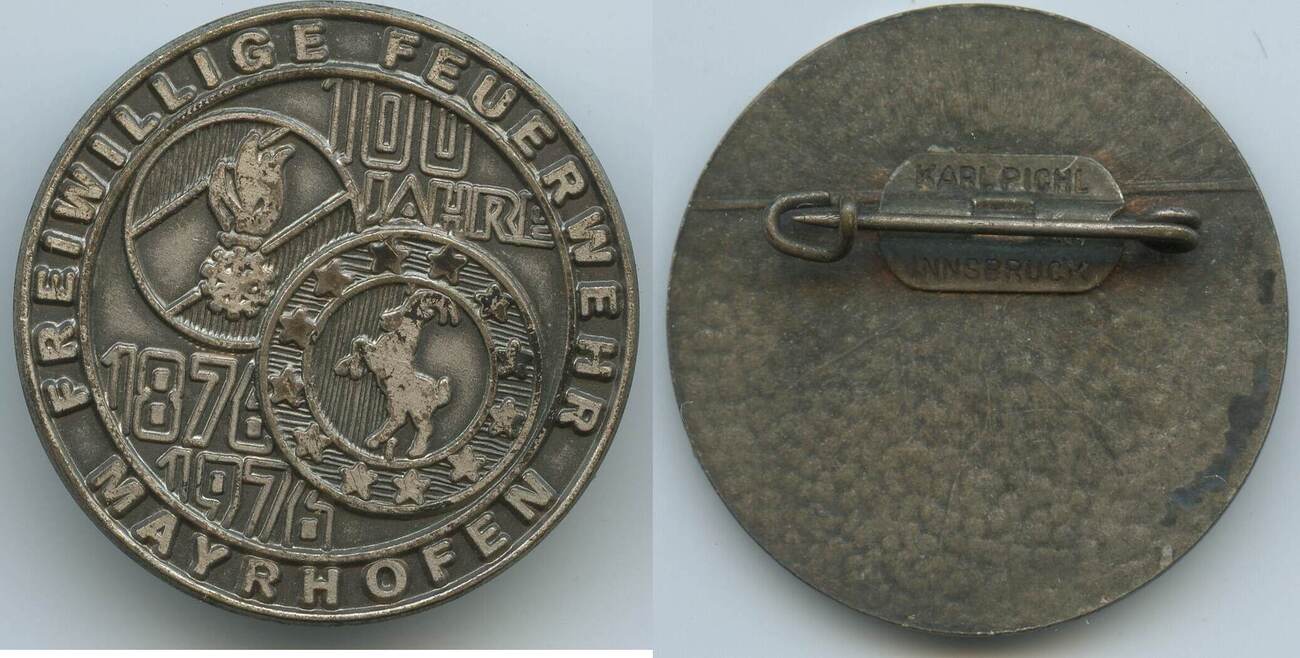 FREIWILLIGE FEUERWEHR
MAYRHOFEN
100
JAHRE
1876
1976
KARL PICHL
INNSBRUCK